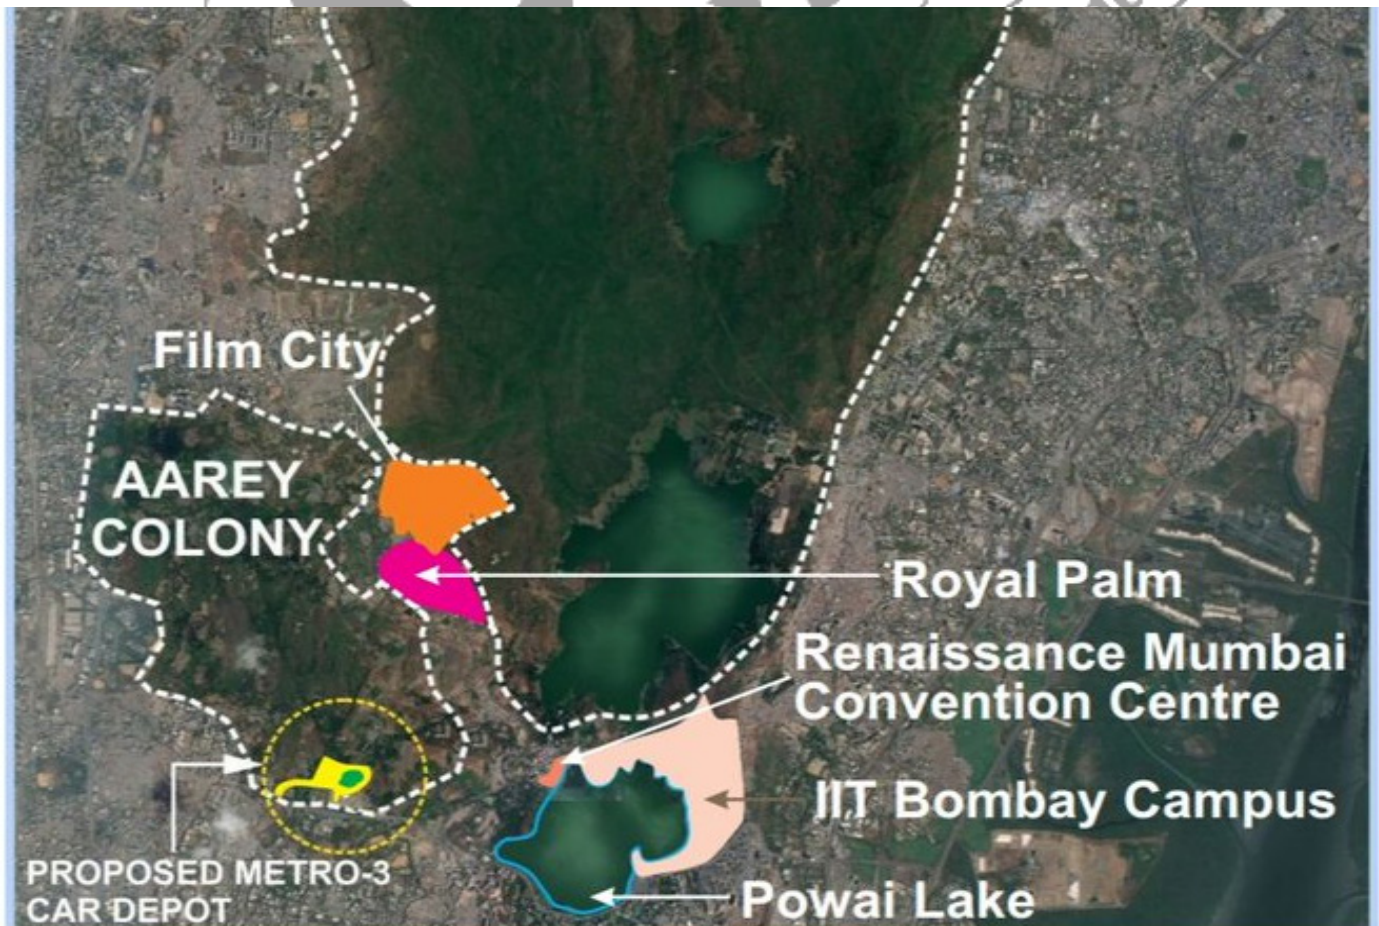 Film City
AAREY
COLONY
Royal Palm
Renaissance Mumbai
Convention Centre
IIT Bombay Campus
PROPOSED METRO-3
CAR DEPOT
Powai Lake